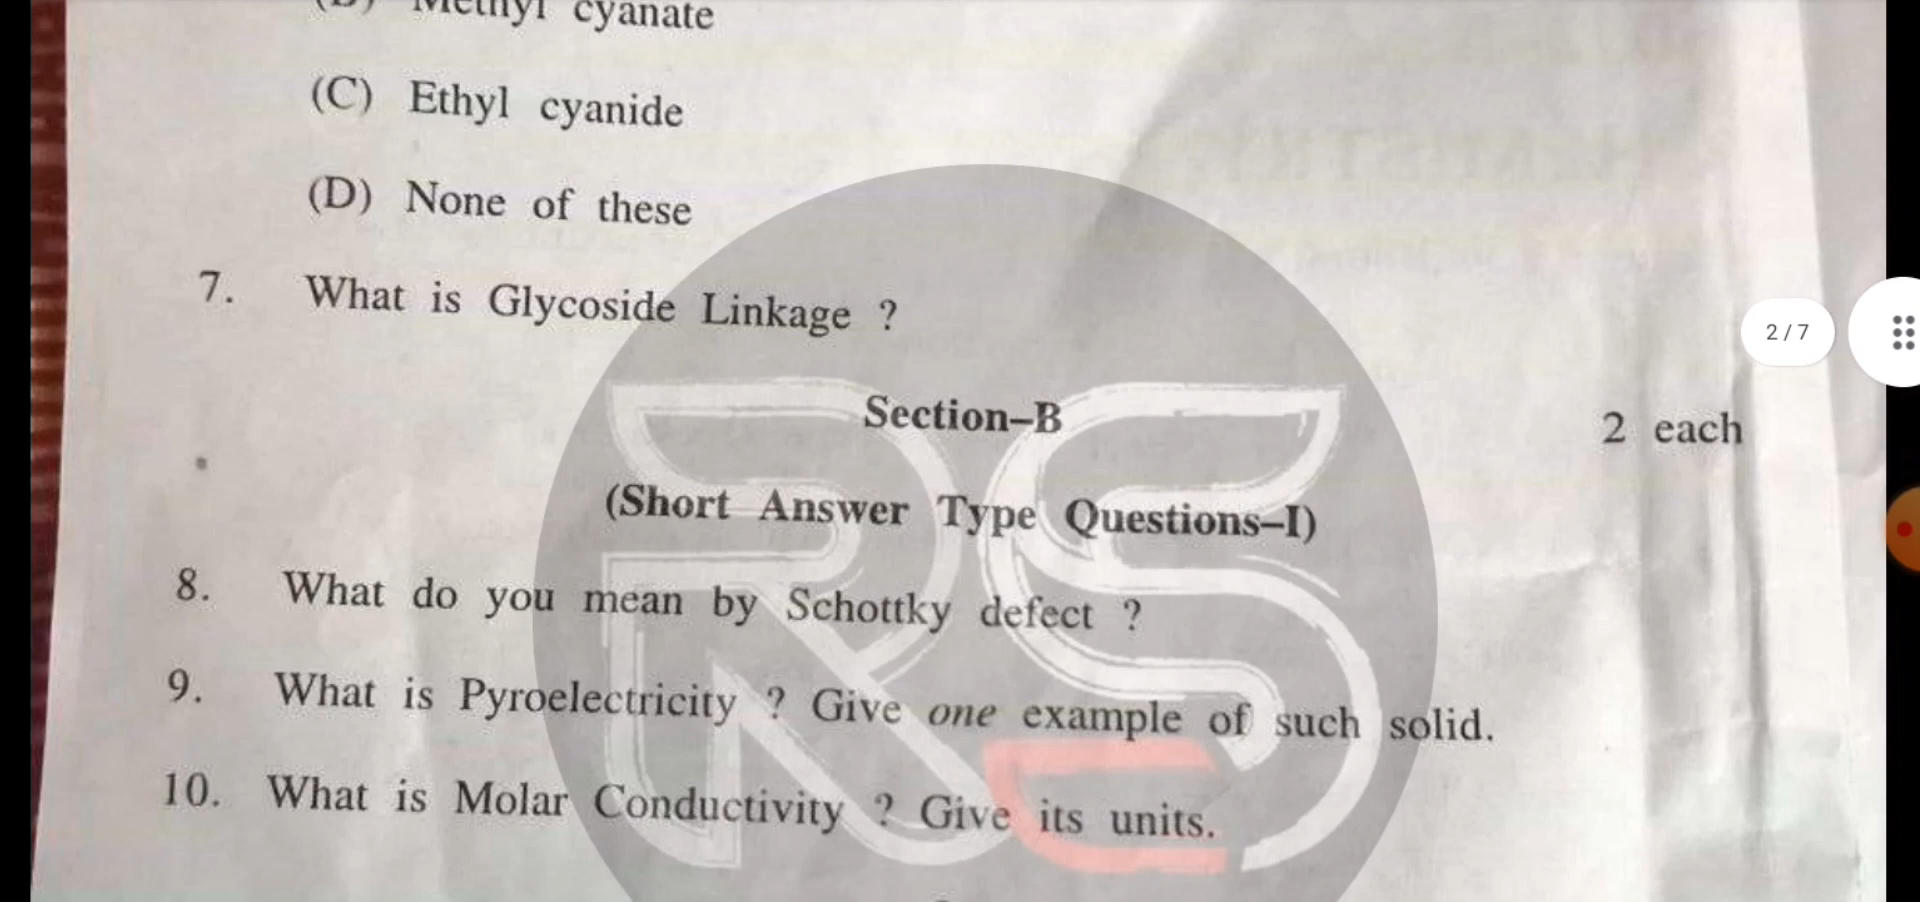 Methyl cyanate
(C) Ethyl cyanide
(D) None of these
7. What is Glycoside Linkage ?
Section–B
2 each
(Short Answer Type Questions–I)
8. What do you mean by Schottky defect ?
9. What is Pyroelectricity ? Give one example of such solid.
10. What is Molar Conductivity ? Give its units.
2 / 7
RS